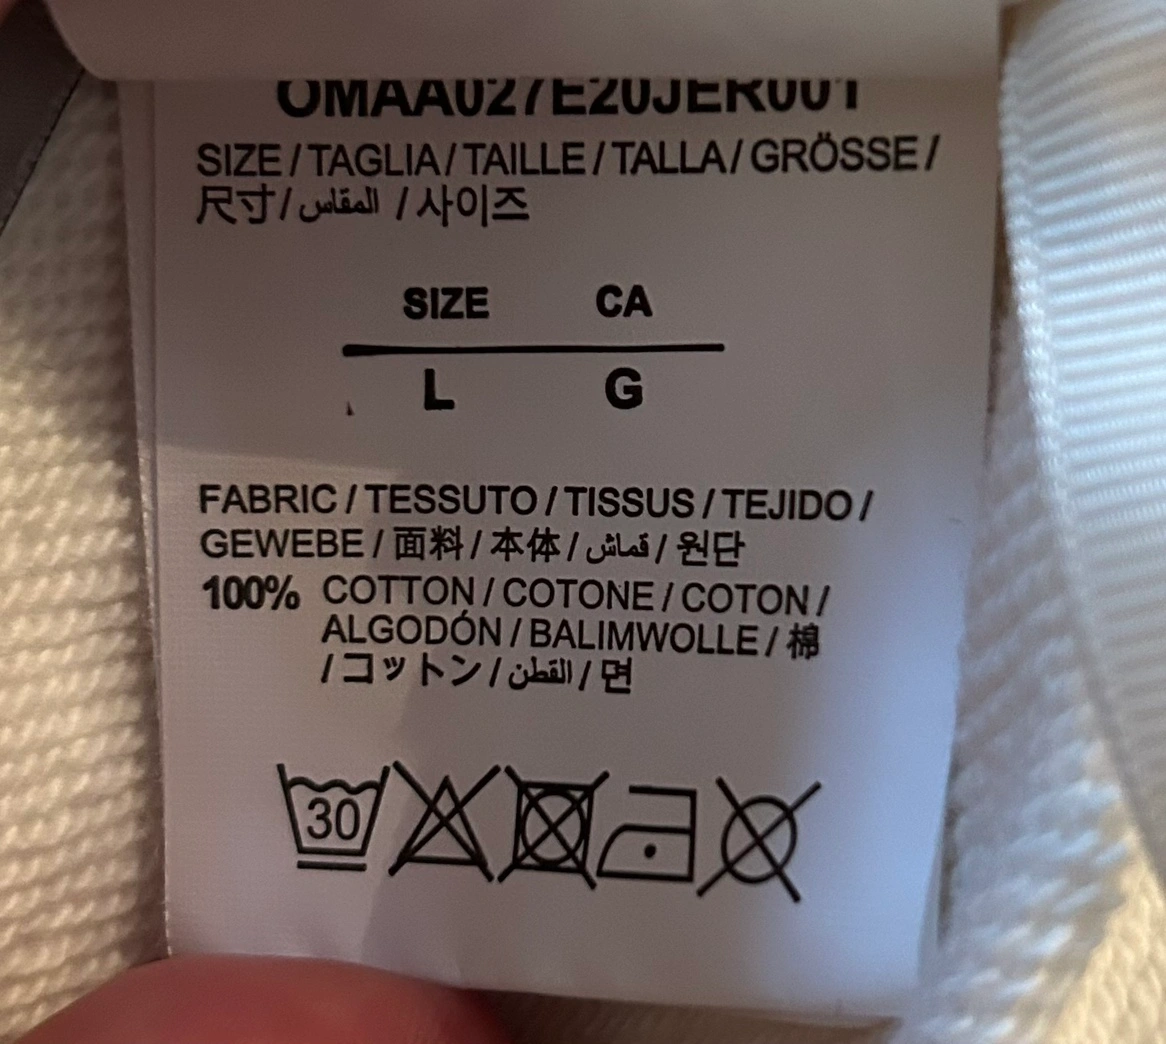 OMAA027E20JER001
SIZE / TAGLIA / TAILLE / TALLA / GRÖSSE /
尺寸 / المقاس / 사이즈
SIZE CA
L G
FABRIC / TESSUTO / TISSUS / TEJIDO /
GEWEBE / 面料 / 本体 / قماش / 원단
100% COTTON / COTONE / COTON /
ALGODÓN / BALIMWOLLE / 棉
/ コットン / القطن / 면
30